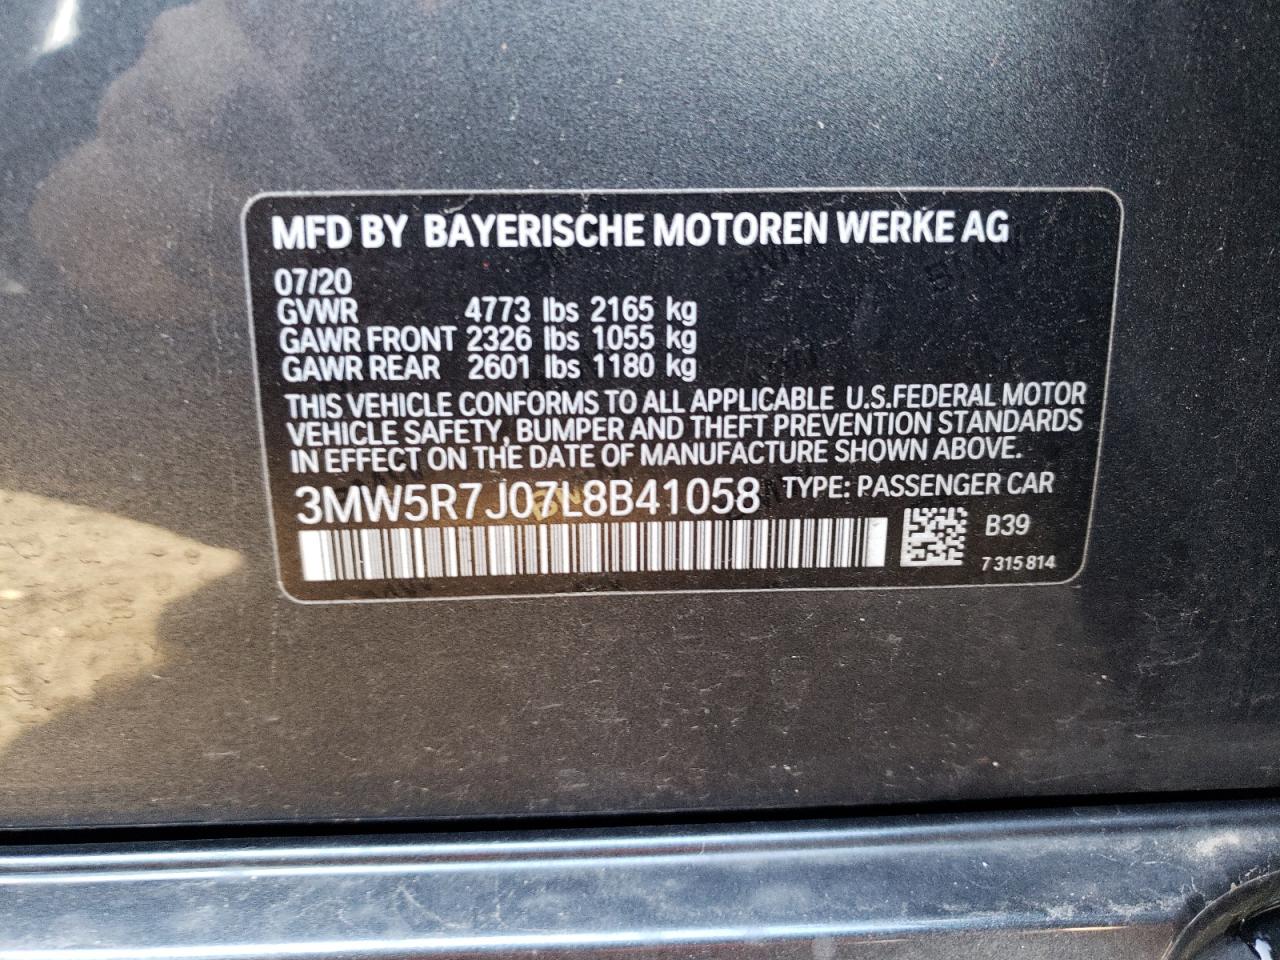 MFD BY BAYERISCHE MOTOREN WERKE AG
07/20
GVWR 4773 lbs 2165 kg
GAWR FRONT 2326 lbs 1055 kg
GAWR REAR 2601 lbs 1180 kg
THIS VEHICLE CONFORMS TO ALL APPLICABLE U.S.FEDERAL MOTOR
VEHICLE SAFETY, BUMPER AND THEFT PREVENTION STANDARDS
IN EFFECT ON THE DATE OF MANUFACTURE SHOWN ABOVE.
3MW5R7J07L8B41058 TYPE: PASSENGER CAR
B39
7 315 814